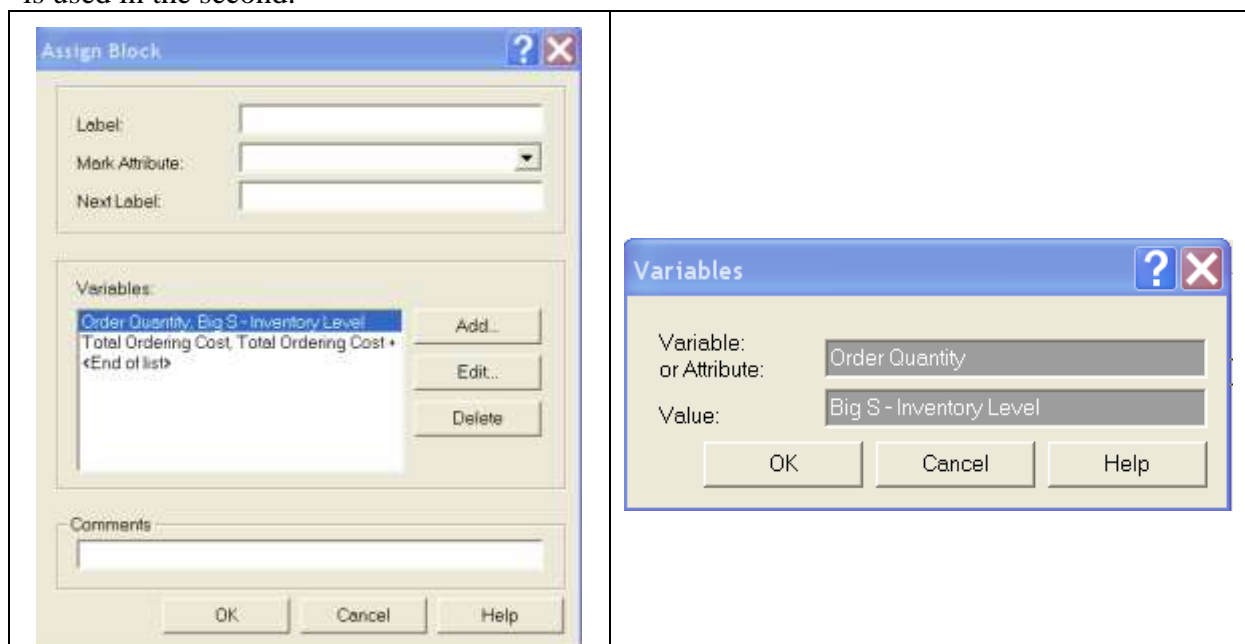 is used in the second.
Assign Block
Label:
Mark Attribute:
Next Label:
Variables:
Order Quantity, Big S - Inventory Level
Total Ordering Cost, Total Ordering Cost +
<End of list>
Add...
Edit...
Delete
Comments
OK
Cancel
Help
Variables
Variable:
or Attribute:
Order Quantity
Value:
Big S - Inventory Level
OK
Cancel
Help